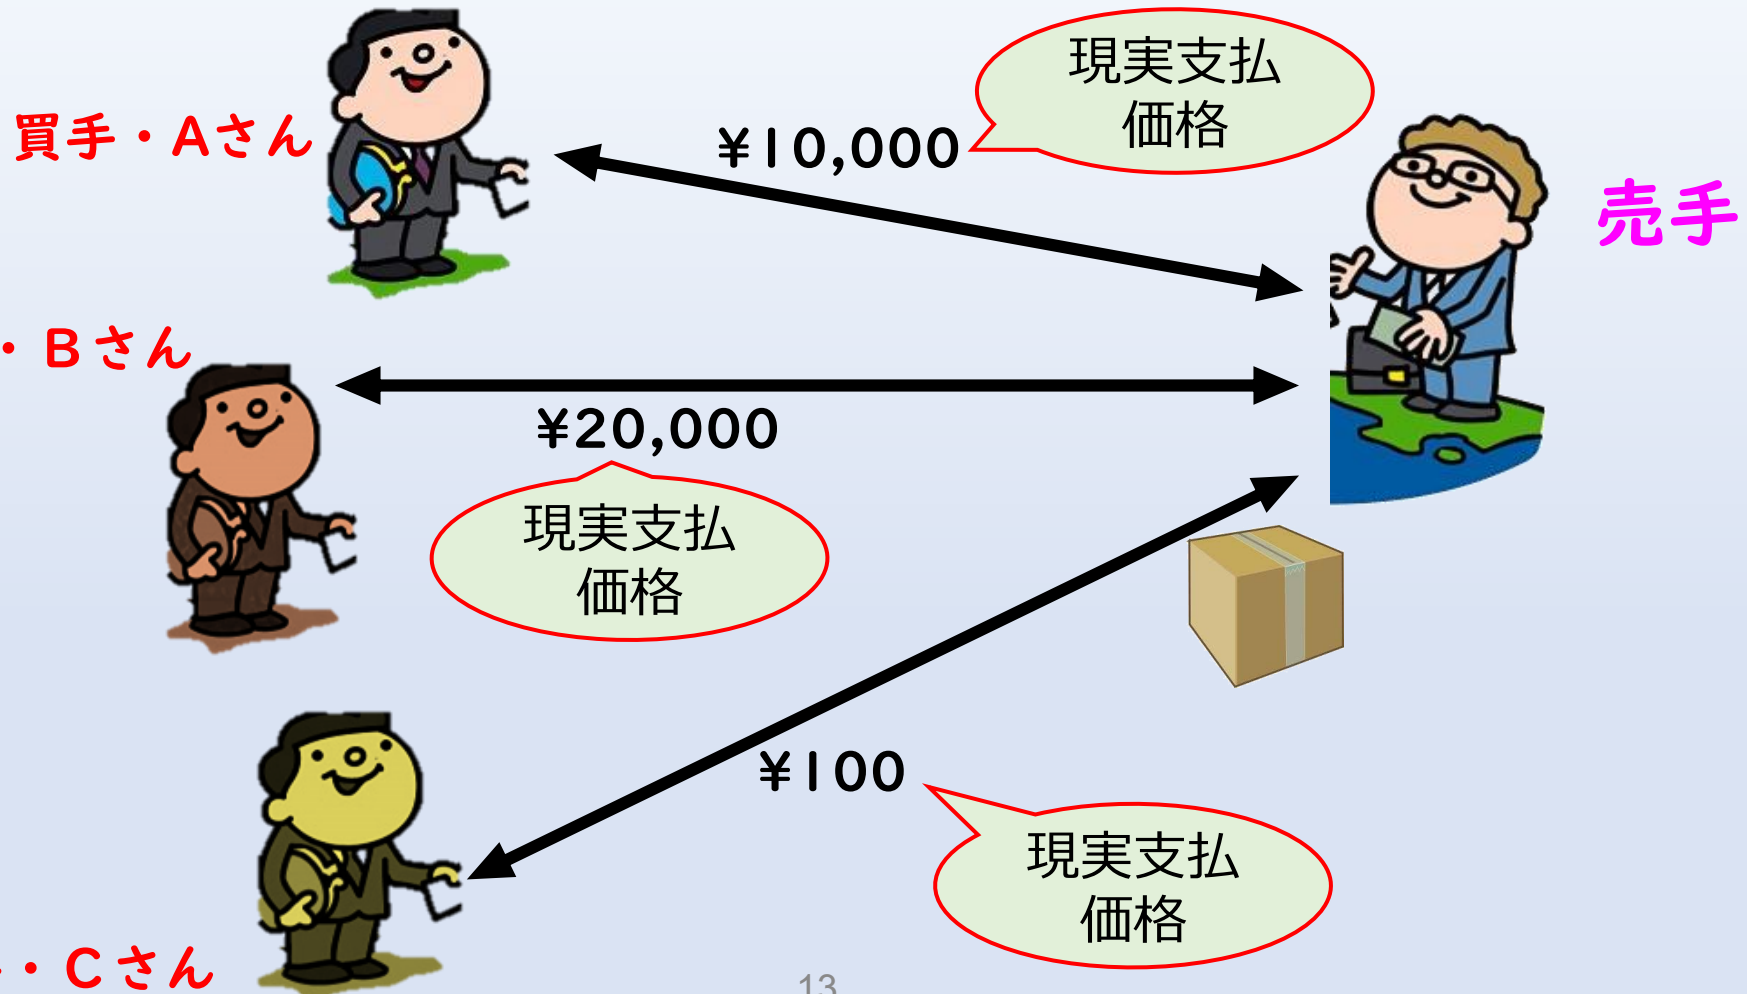 現実支払
価格
買手・Aさん
¥10,000
売手
・Bさん
¥20,000
現実支払
価格
¥100
現実支払
価格
・Cさん
13